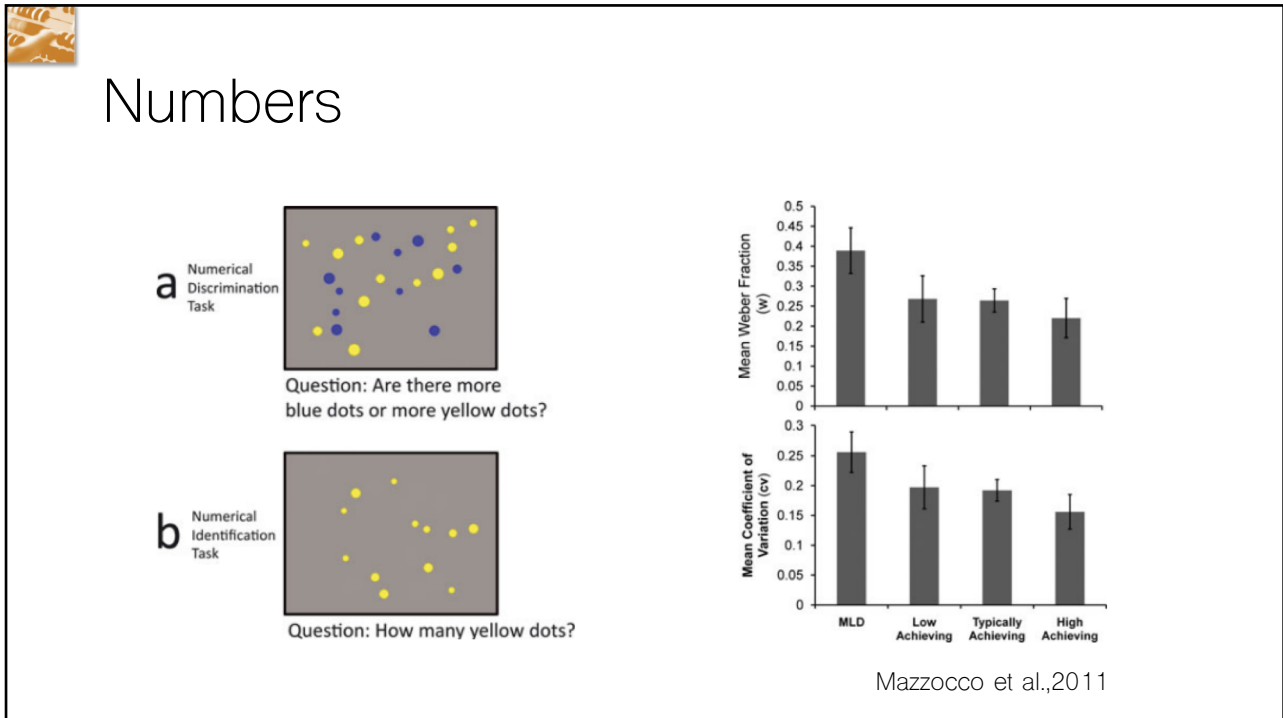 Numbers
a
Numerical
Discrimination
Task
Question: Are there more
blue dots or more yellow dots?
b
Numerical
Identification
Task
Question: How many yellow dots?
Mean Weber Fraction
(w)
0.5
0.45
0.4
0.35
0.3
0.25
0.2
0.15
0.1
0.05
0
Mean Coefficient of
Variation (cv)
0.3
0.25
0.2
0.15
0.1
0.05
0
MLD
Low
Achieving
Typically
Achieving
High
Achieving
Mazzocco et al.,2011